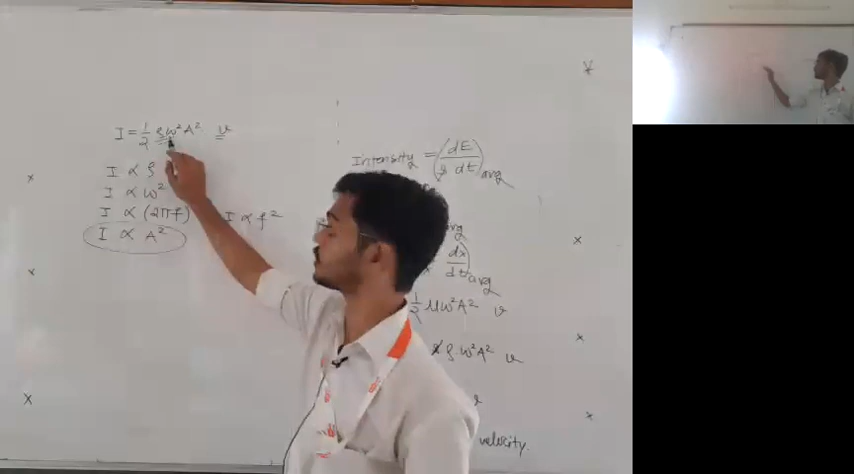 I = 1/2 ρω²A² v
I ∝ ρ
I ∝ ω²
I ∝ (2πf)
I ∝ f²
I ∝ A²
Intensity = (dE/s dt)avg
avg
dx/dt)avg
1/2 μω²A² v
ρ.ω²A² v
velocity.